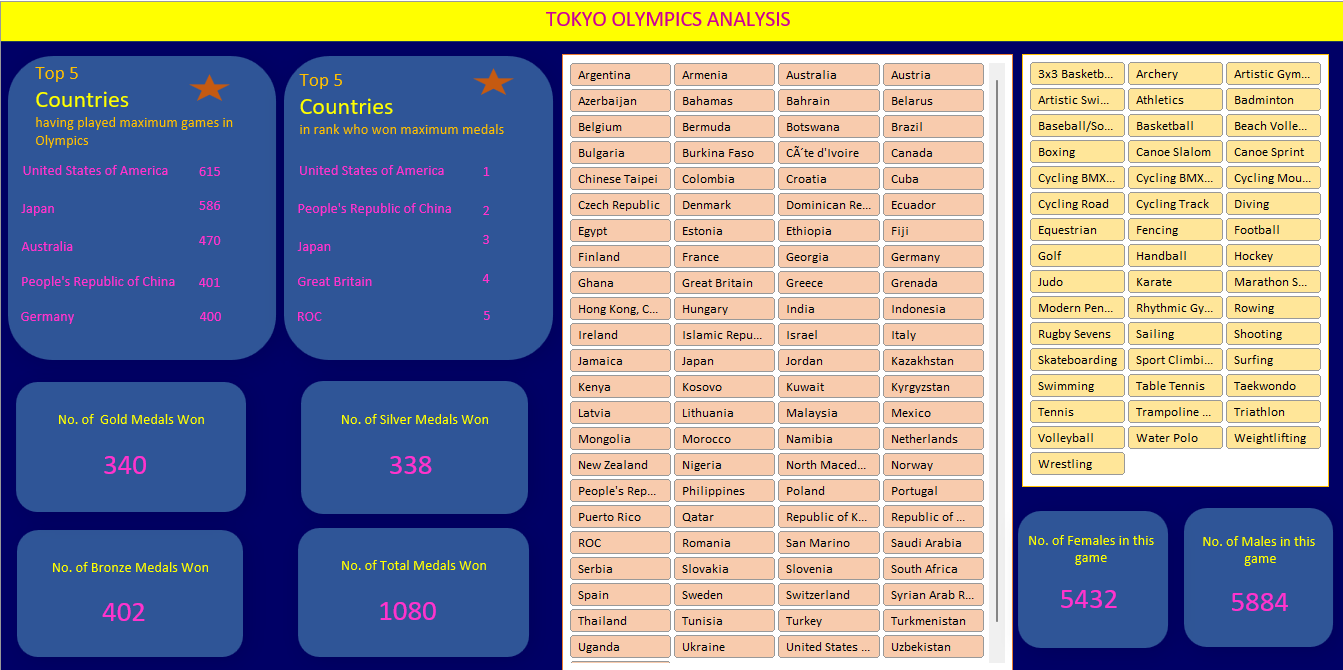 TOKYO OLYMPICS ANALYSIS
Top 5
Countries
having played maximum games in
Olympics
United States of America 615
Japan 586
Australia 470
People's Republic of China 401
Germany 400
Top 5
Countries
in rank who won maximum medals
United States of America 1
People's Republic of China 2
Japan 3
Great Britain 4
ROC 5
No. of  Gold Medals Won
340
No. of Silver Medals Won
338
No. of Bronze Medals Won
402
No. of Total Medals Won
1080
Argentina Armenia Australia Austria
Azerbaijan Bahamas Bahrain Belarus
Belgium Bermuda Botswana Brazil
Bulgaria Burkina Faso CÃ´te d'Ivoire Canada
Chinese Taipei Colombia Croatia Cuba
Czech Republic Denmark Dominican Re... Ecuador
Egypt Estonia Ethiopia Fiji
Finland France Georgia Germany
Ghana Great Britain Greece Grenada
Hong Kong, C... Hungary India Indonesia
Ireland Islamic Repu... Israel Italy
Jamaica Japan Jordan Kazakhstan
Kenya Kosovo Kuwait Kyrgyzstan
Latvia Lithuania Malaysia Mexico
Mongolia Morocco Namibia Netherlands
New Zealand Nigeria North Maced... Norway
People's Rep... Philippines Poland Portugal
Puerto Rico Qatar Republic of K... Republic of ...
ROC Romania San Marino Saudi Arabia
Serbia Slovakia Slovenia South Africa
Spain Sweden Switzerland Syrian Arab R...
Thailand Tunisia Turkey Turkmenistan
Uganda Ukraine United States ... Uzbekistan
3x3 Basketb... Archery Artistic Gym...
Artistic Swi... Athletics Badminton
Baseball/So... Basketball Beach Volle...
Boxing Canoe Slalom Canoe Sprint
Cycling BMX... Cycling BMX... Cycling Mou...
Cycling Road Cycling Track Diving
Equestrian Fencing Football
Golf Handball Hockey
Judo Karate Marathon S...
Modern Pen... Rhythmic Gy... Rowing
Rugby Sevens Sailing Shooting
Skateboarding Sport Climbi... Surfing
Swimming Table Tennis Taekwondo
Tennis Trampoline ... Triathlon
Volleyball Water Polo Weightlifting
Wrestling
No. of Females in this
game
5432
No. of Males in this
game
5884